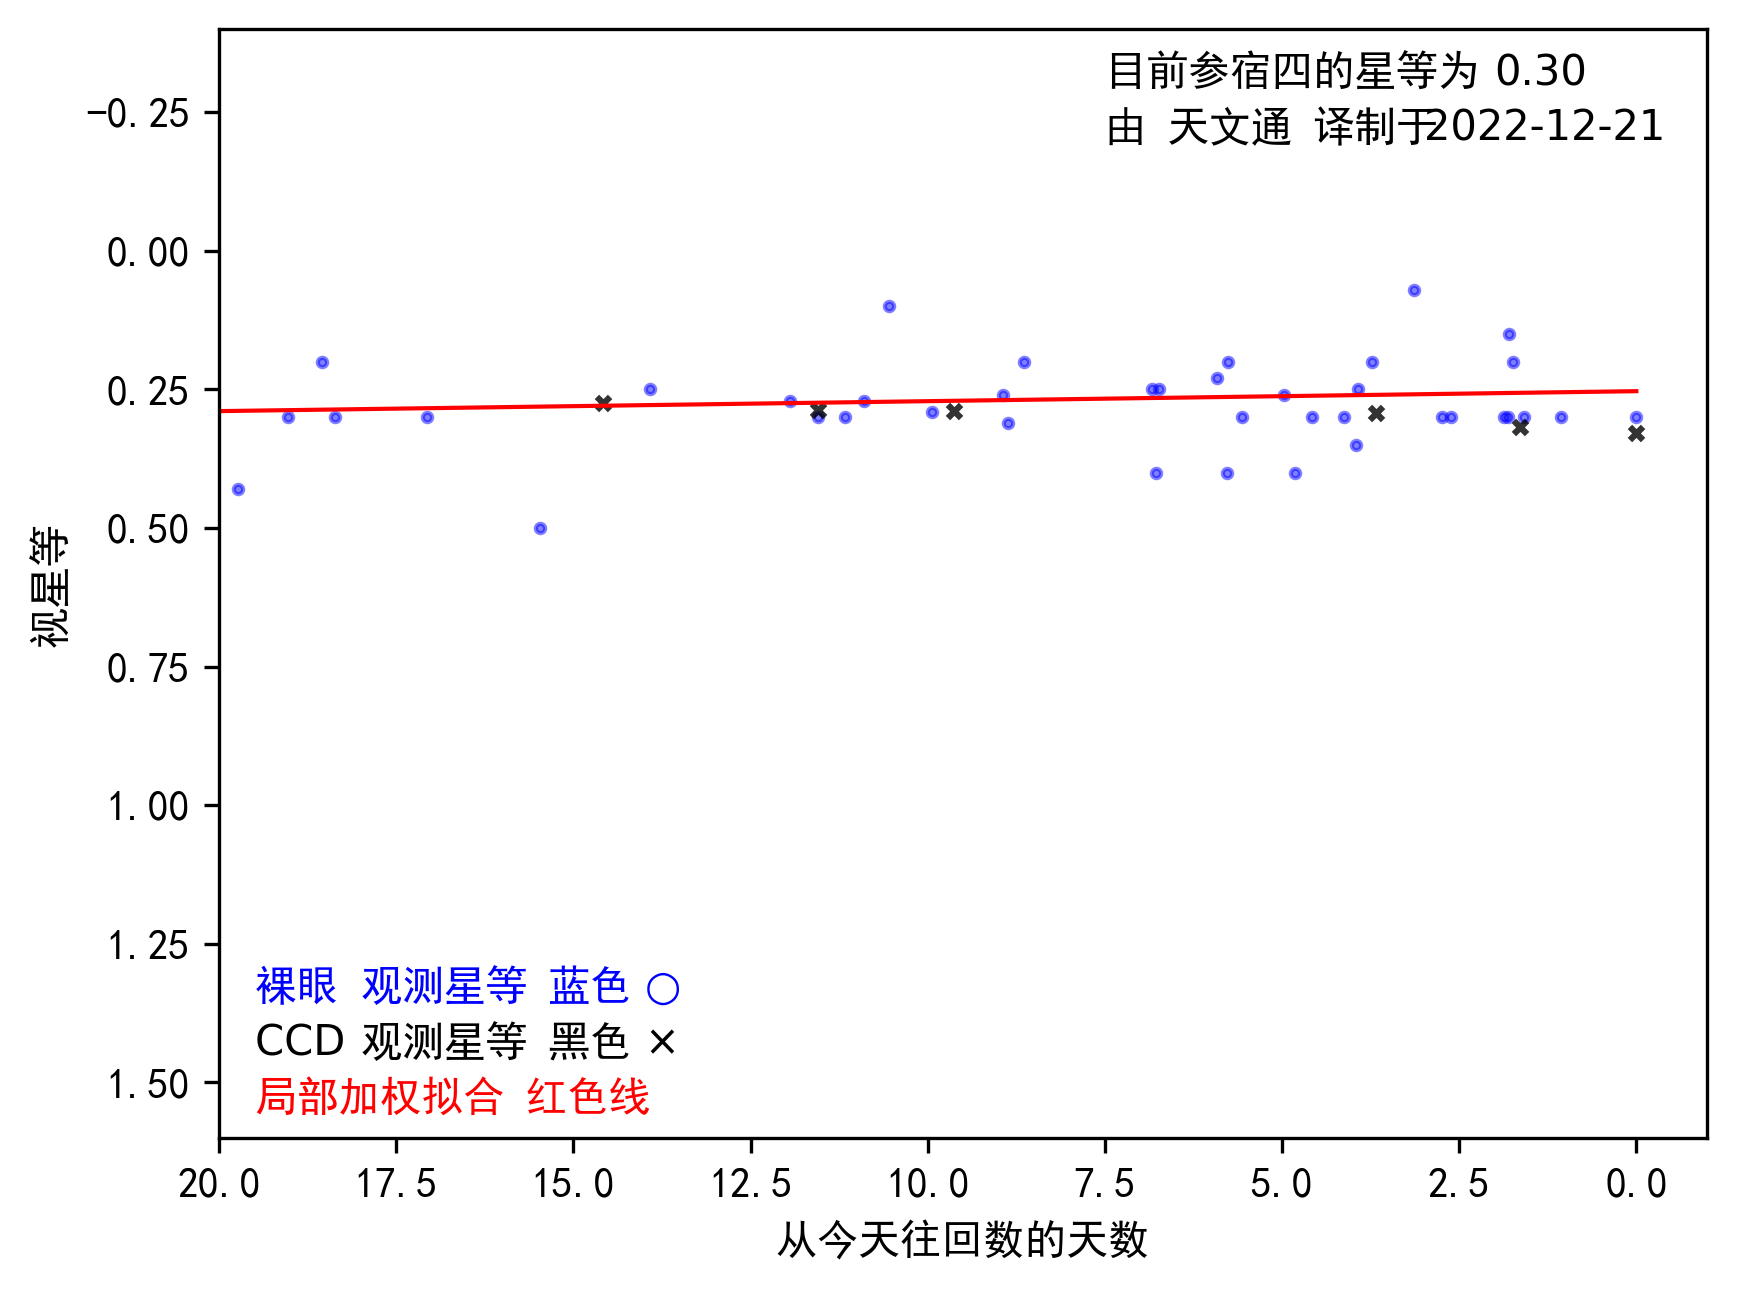 目前参宿四的星等为 0.30
由 天文通 译制于2022-12-21
−0.25
0.00
0.25
0.50
0.75
1.00
1.25
1.50
视星等
裸眼 观测星等 蓝色 ○
CCD 观测星等 黑色 ×
局部加权拟合 红色线
20.0 17.5 15.0 12.5 10.0 7.5 5.0 2.5 0.0
从今天往回数的天数